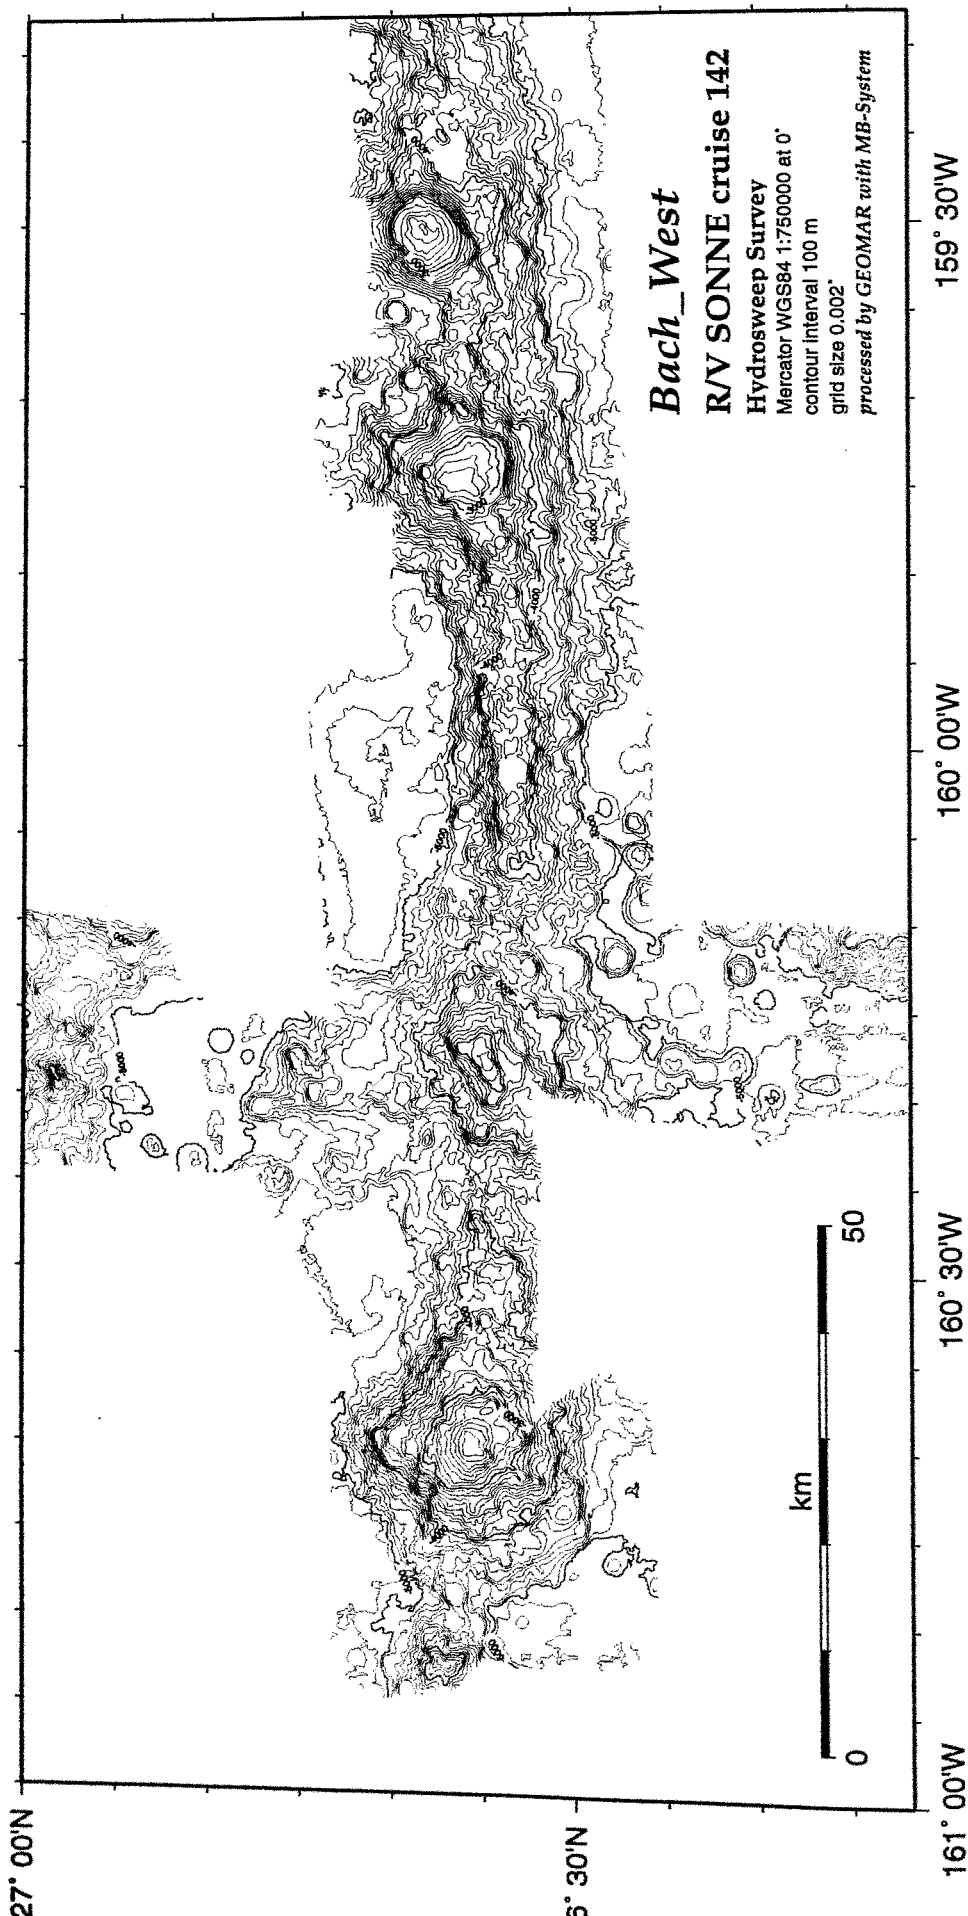 Bach_West
R/V SONNE cruise 142
Hydrosweep Survey
Mercator WGS84 1:750000 at 0°
contour interval 100 m
grid size 0.002°
processed by GEOMAR with MB-System
27° 00'N
6° 30'N
161° 00'W
160° 30'W
160° 00'W
159° 30'W
km
0
50